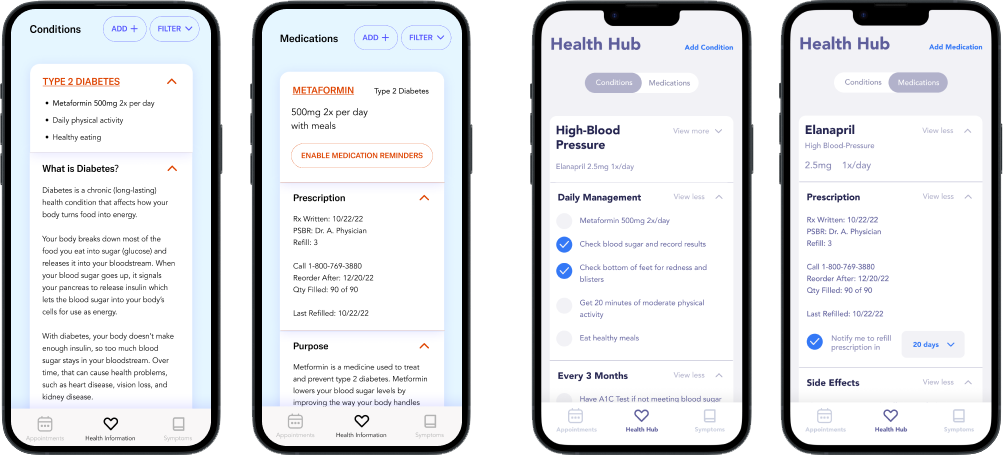 Conditions
ADD +
FILTER
TYPE 2 DIABETES
• Metaformin 500mg 2x per day
• Daily physical activity
• Healthy eating
What is Diabetes?
Diabetes is a chronic (long-lasting)
health condition that affects how your
body turns food into energy.
Your body breaks down most of the
food you eat into sugar (glucose) and
releases it into your bloodstream. When
your blood sugar goes up, it signals
your pancreas to release insulin which
lets the blood sugar into your body's
cells for use as energy.
With diabetes, your body doesn't make
enough insulin, so too much blood
sugar stays in your bloodstream. Over
time, that can cause health problems,
such as heart disease, vision loss, and
kidney disease.
Appointments
Health Information
Symptoms
Medications
ADD +
FILTER
METAFORMIN
Type 2 Diabetes
500mg 2x per day
with meals
ENABLE MEDICATION REMINDERS
Prescription
Rx Written: 10/22/22
PSBR: Dr. A. Physician
Refill: 3
Call 1-800-769-3880
Reorder After: 12/20/22
Qty Filled: 90 of 90
Last Refilled: 10/22/22
Purpose
Metformin is a medicine used to treat
and prevent type 2 diabetes. Metformin
lowers your blood sugar levels by
improving the way your body handles
Appointments
Health Information
Symptoms
Health Hub
Add Condition
Conditions
Medications
High-Blood
Pressure
View more
Elanapril 2.5mg 1x/day
Daily Management
View less
Metaformin 500mg 2x/day
Check blood sugar and record results
Check bottom of feet for redness and
blisters
Get 20 minutes of moderate physical
activity
Eat healthy meals
Every 3 Months
View less
Have A1C Test if not meeting blood sugar
Appointments
Health Hub
Symptoms
Health Hub
Add Medication
Conditions
Medications
Elanapril
View less
High Blood-Pressure
2.5mg 1x/day
Prescription
View less
Rx Written: 10/22/22
PSBR: Dr. A. Physician
Refill: 3
Call 1-800-769-3880
Reorder After: 12/20/22
Qty Filled: 90 of 90
Last Refilled: 10/22/22
Notify me to refill
prescription in
20 days
Side Effects
View less
Appointments
Health Hub
Symptoms